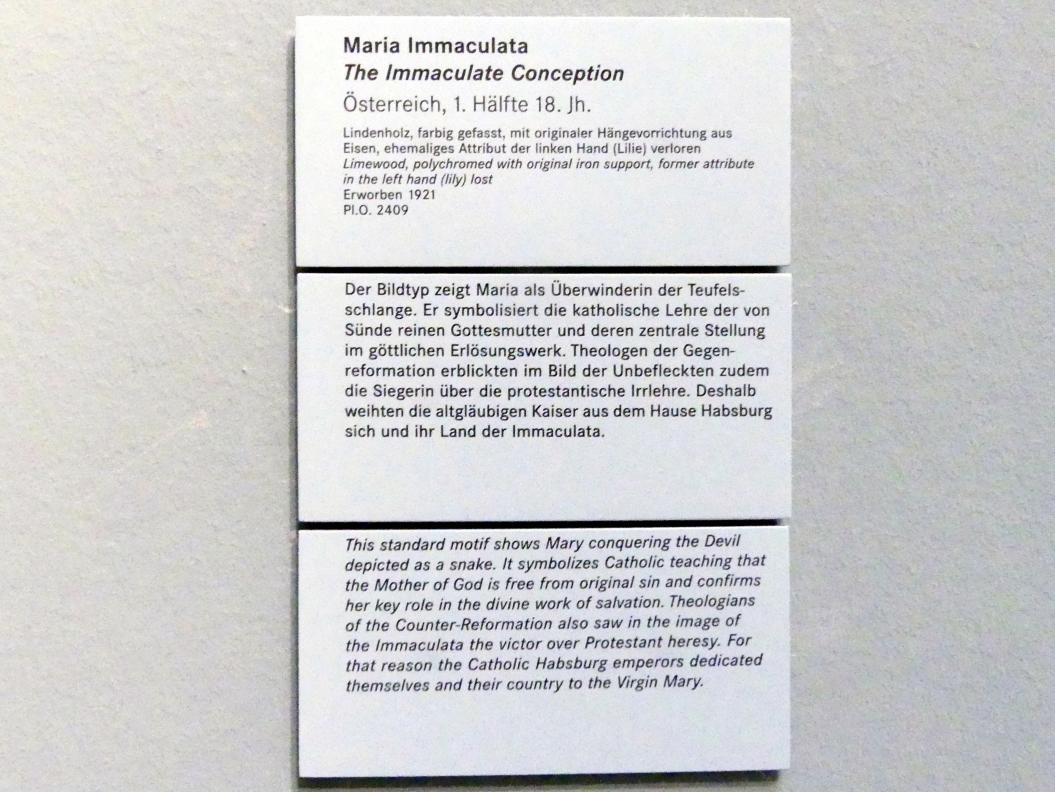 Maria Immaculata
The Immaculate Conception
Österreich, 1. Hälfte 18. Jh.
Lindenholz, farbig gefasst, mit originaler Hängevorrichtung aus
Eisen, ehemaliges Attribut der linken Hand (Lilie) verloren
Limewood, polychromed with original iron support, former attribute
in the left hand (lily) lost
Erworben 1921
Pl.O. 2409
Der Bildtyp zeigt Maria als Überwinderin der Teufels-
schlange. Er symbolisiert die katholische Lehre der von
Sünde reinen Gottesmutter und deren zentrale Stellung
im göttlichen Erlösungswerk. Theologen der Gegen-
reformation erblickten im Bild der Unbefleckten zudem
die Siegerin über die protestantische Irrlehre. Deshalb
weihten die altgläubigen Kaiser aus dem Hause Habsburg
sich und ihr Land der Immaculata.
This standard motif shows Mary conquering the Devil
depicted as a snake. It symbolizes Catholic teaching that
the Mother of God is free from original sin and confirms
her key role in the divine work of salvation. Theologians
of the Counter-Reformation also saw in the image of
the Immaculata the victor over Protestant heresy. For
that reason the Catholic Habsburg emperors dedicated
themselves and their country to the Virgin Mary.